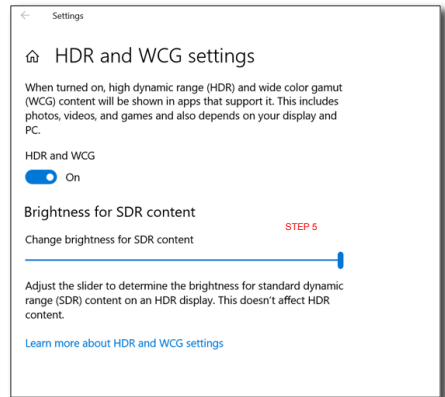 Settings
HDR and WCG settings
When turned on, high dynamic range (HDR) and wide color gamut
(WCG) content will be shown in apps that support it. This includes
photos, videos, and games and also depends on your display and
PC.
HDR and WCG
On
Brightness for SDR content
STEP 5
Change brightness for SDR content
Adjust the slider to determine the brightness for standard dynamic
range (SDR) content on an HDR display. This doesn't affect HDR
content.
Learn more about HDR and WCG settings